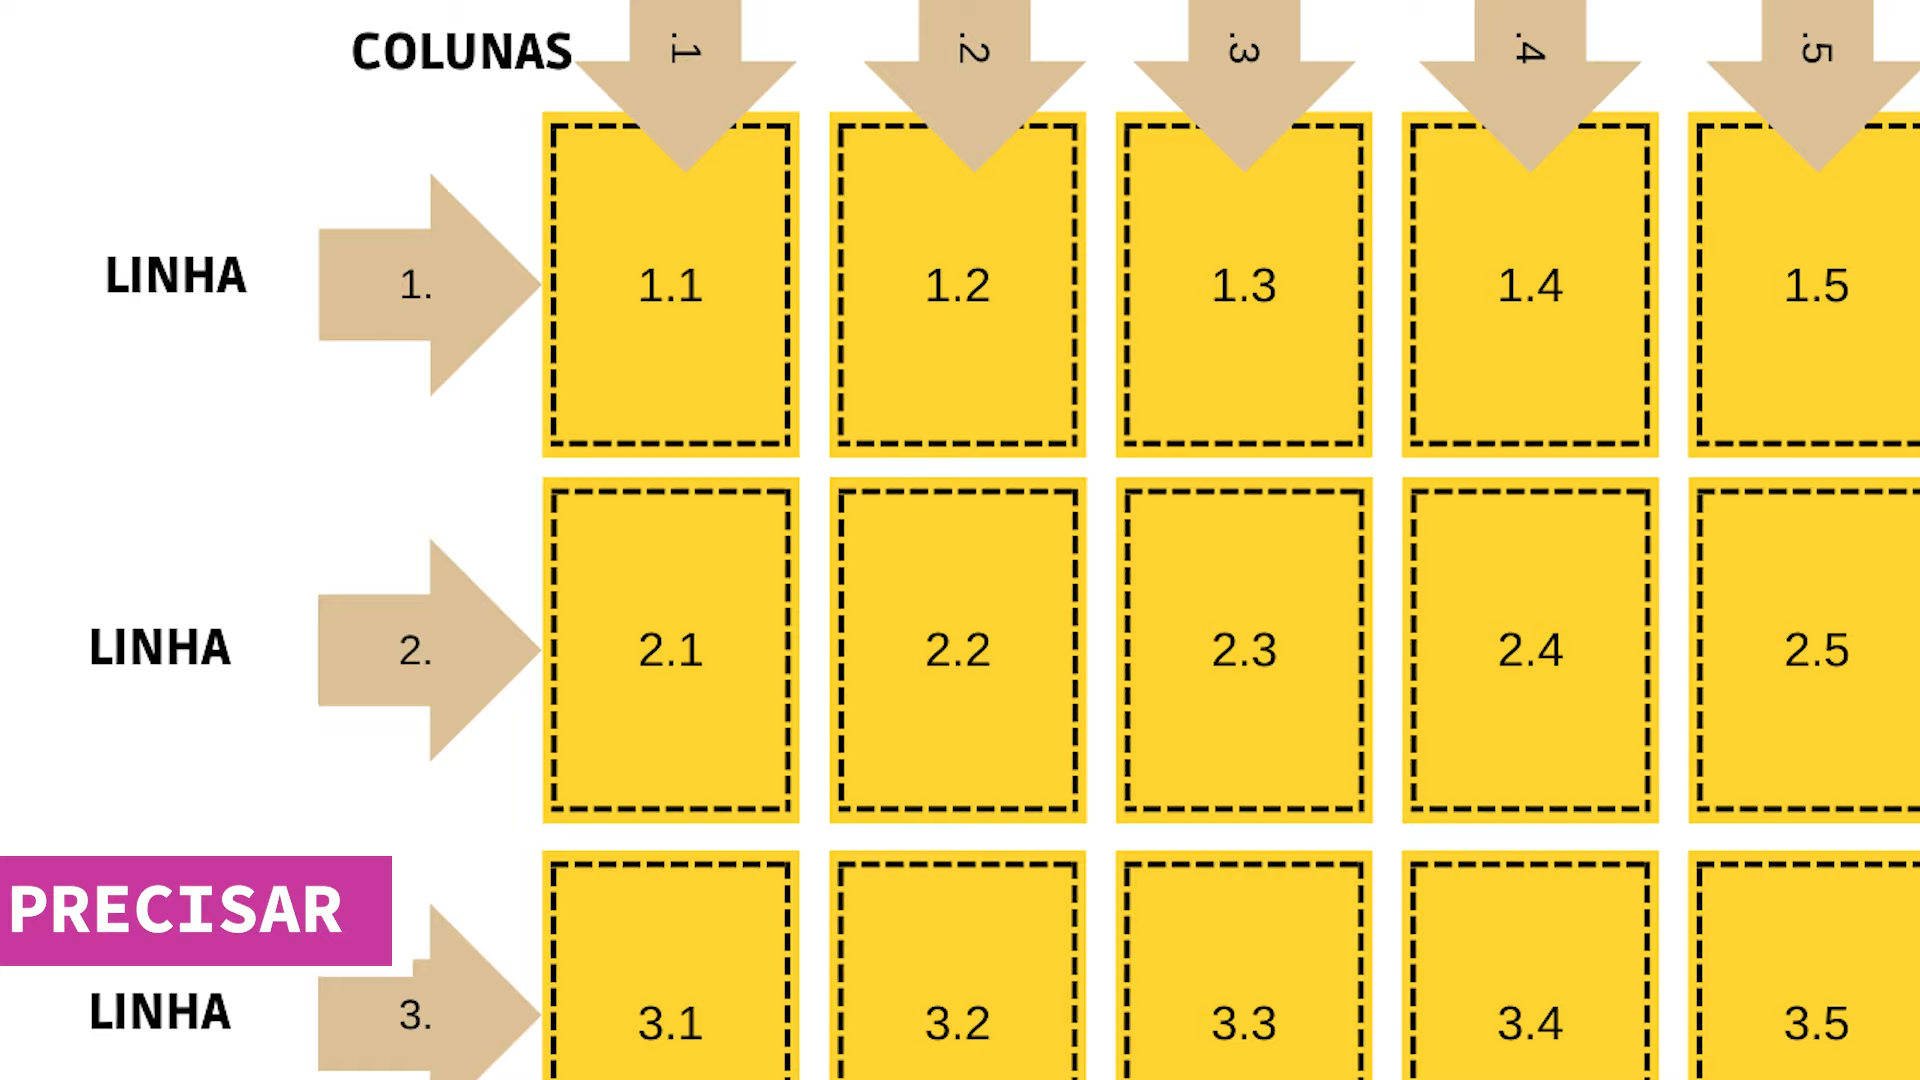 COLUNAS .1 .2 .3 .4 .5
LINHA 1. 1.1 1.2 1.3 1.4 1.5
LINHA 2. 2.1 2.2 2.3 2.4 2.5
PRECISAR
LINHA 3. 3.1 3.2 3.3 3.4 3.5